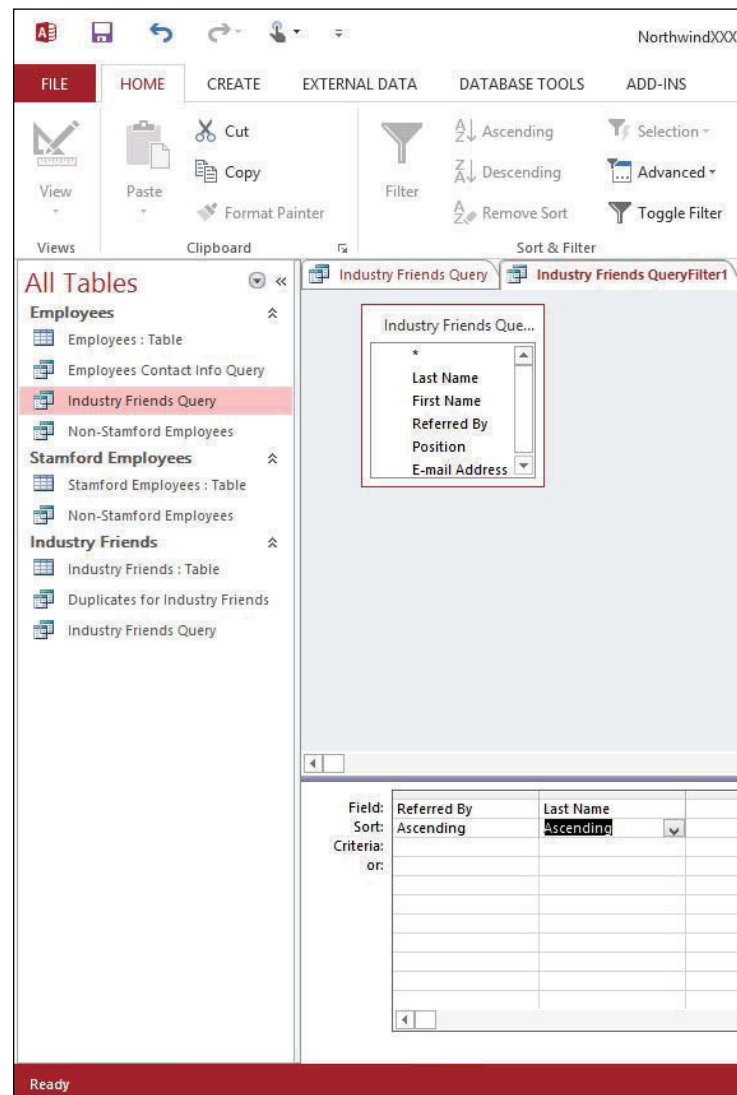 NorthwindXXX
FILE HOME CREATE EXTERNAL DATA DATABASE TOOLS ADD-INS
View
Views
Paste
Cut
Copy
Format Painter
Clipboard
Filter
Ascending
Descending
Remove Sort
Selection
Advanced
Toggle Filter
Sort & Filter
All Tables
Employees
Employees : Table
Employees Contact Info Query
Industry Friends Query
Non-Stamford Employees
Stamford Employees
Stamford Employees : Table
Non-Stamford Employees
Industry Friends
Industry Friends : Table
Duplicates for Industry Friends
Industry Friends Query
Industry Friends Query Industry Friends QueryFilter1
Industry Friends Que...
*
Last Name
First Name
Referred By
Position
E-mail Address
Field: Referred By Last Name
Sort: Ascending Ascending
Criteria:
or:
Ready